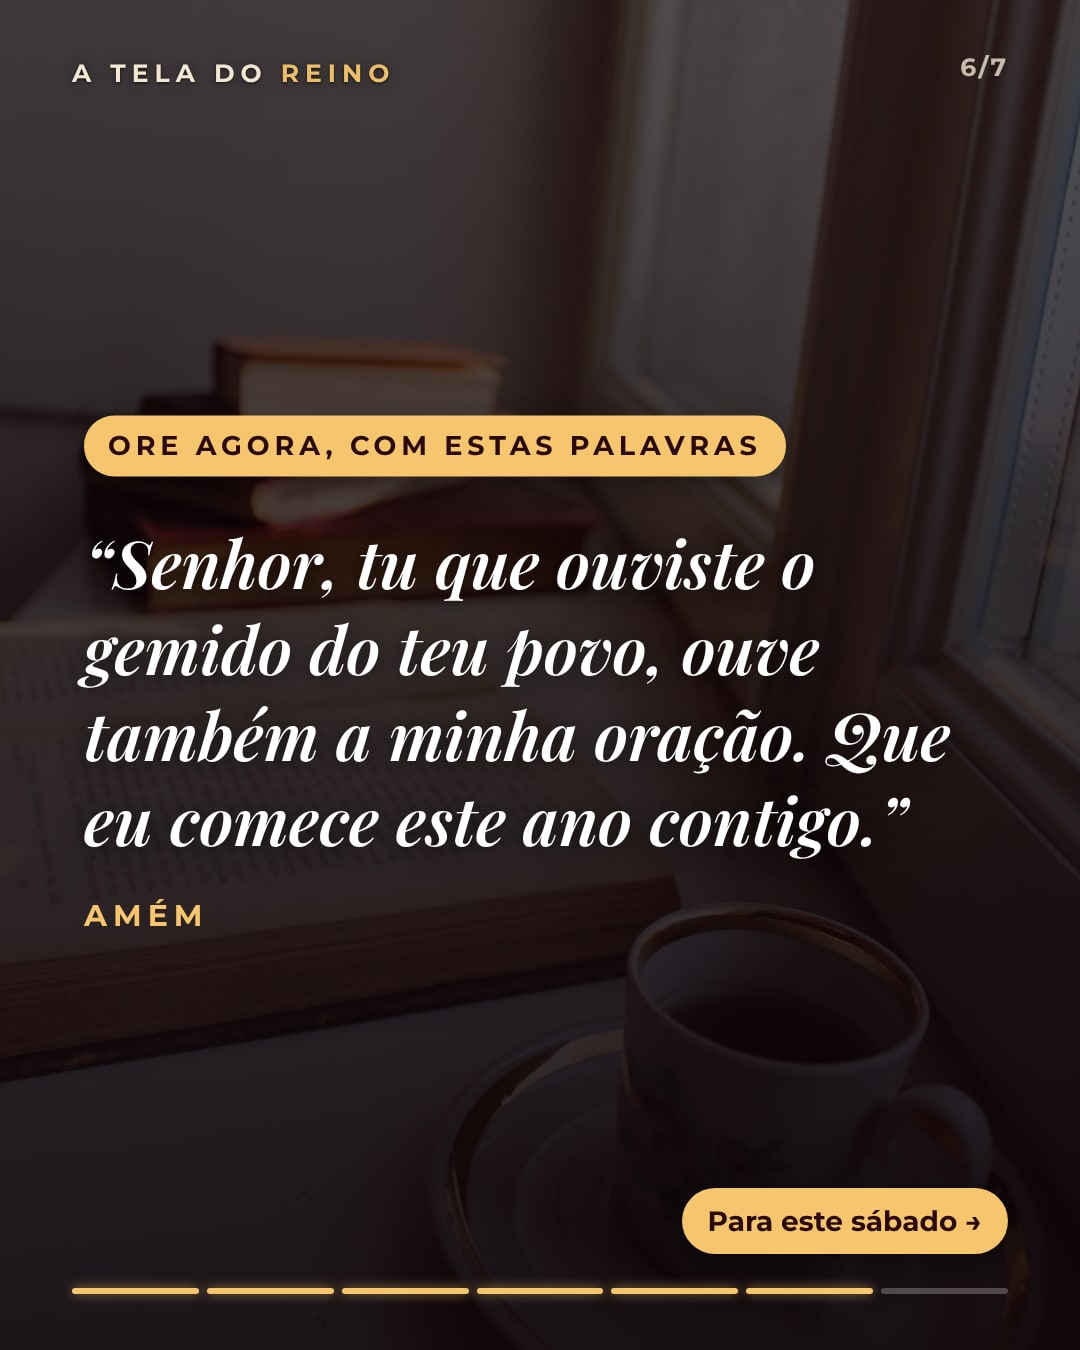 A TELA DO REINO
6/7
ORE AGORA, COM ESTAS PALAVRAS
“Senhor, tu que ouviste o
gemido do teu povo, ouve
também a minha oração. Que
eu comece este ano contigo.”
AMÉM
Para este sábado →